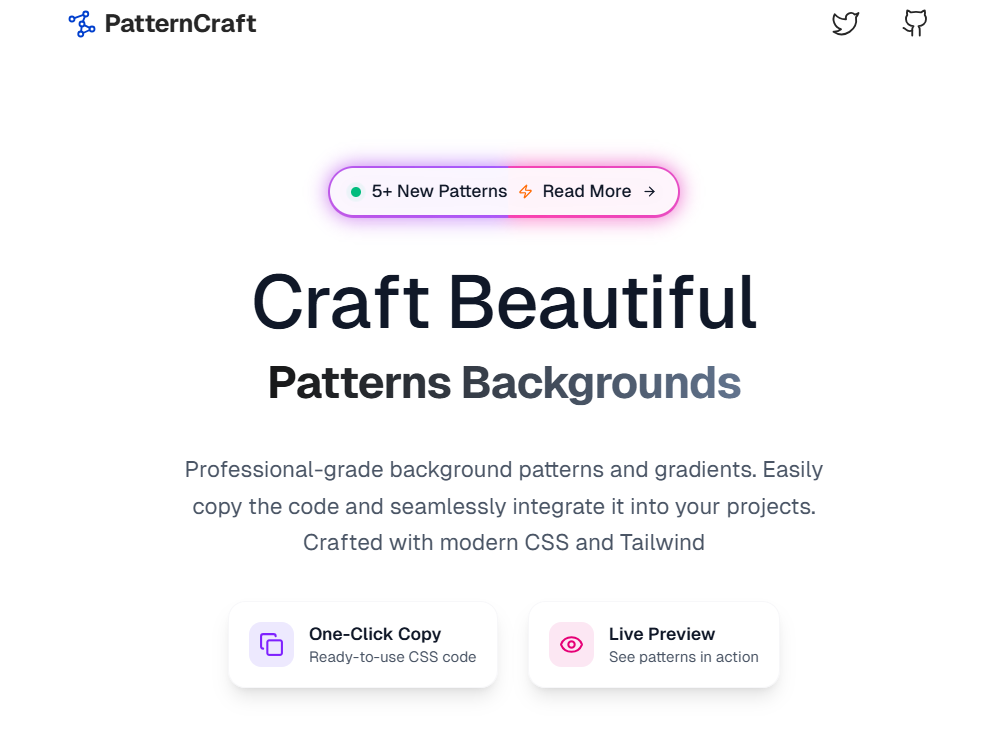 PatternCraft
5+ New Patterns Read More →
Craft Beautiful
Patterns Backgrounds
Professional-grade background patterns and gradients. Easily
copy the code and seamlessly integrate it into your projects.
Crafted with modern CSS and Tailwind
One-Click Copy
Ready-to-use CSS code
Live Preview
See patterns in action